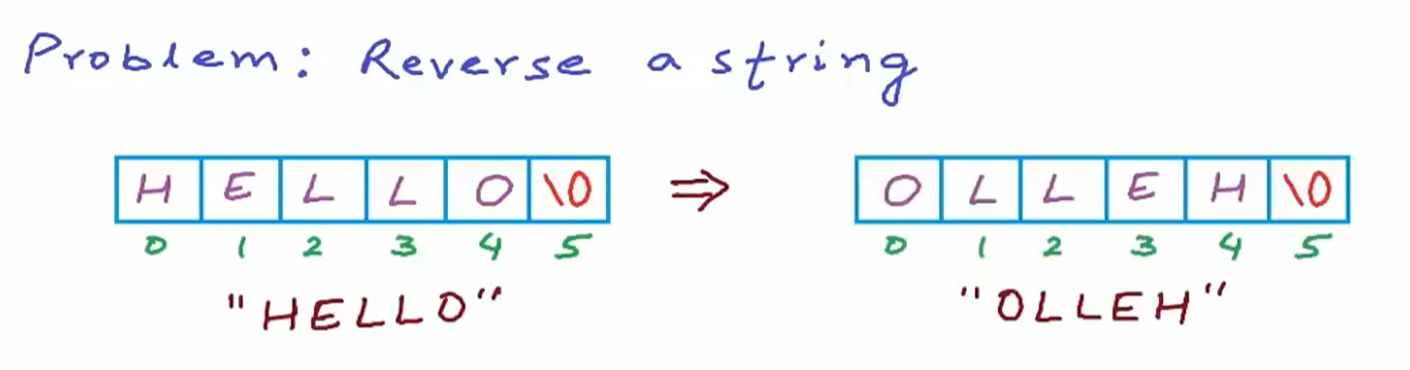 Problem: Reverse a string
H E L L O \0 ⇒ O L L E H \0
0 1 2 3 4 5 0 1 2 3 4 5
"HELLO" "OLLEH"